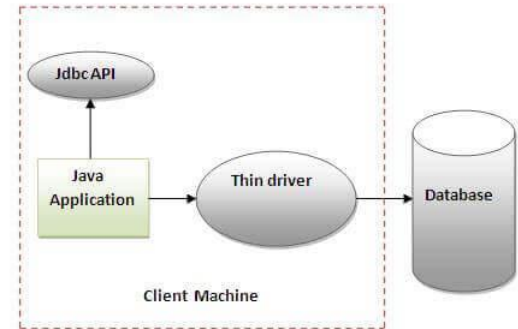 Jdbc API
Java
Application
Thin driver
Database
Client Machine